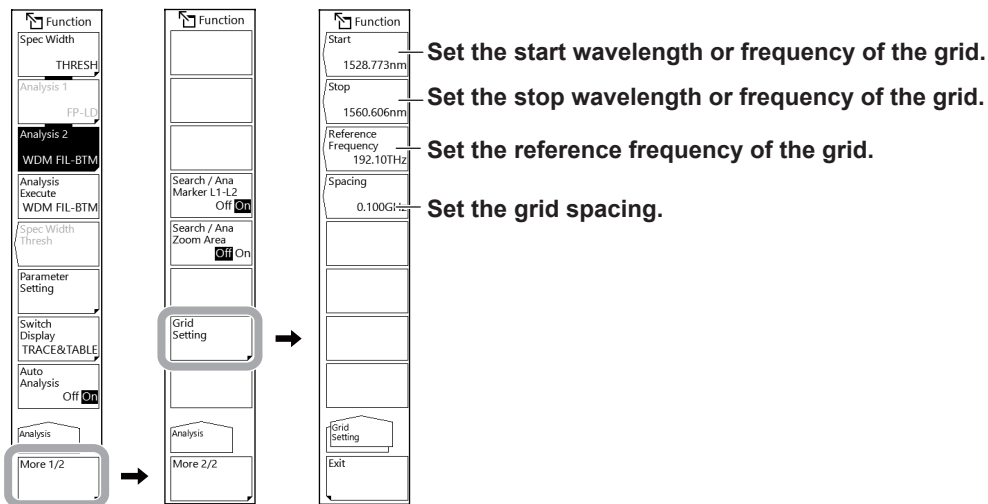 Function
Spec Width
THRESH
Analysis 1
FP-LD
Analysis 2
WDM FIL-BTM
Analysis
Execute
WDM FIL-BTM
Spec Width
Thresh
Parameter
Setting
Switch
Display
TRACE&TABLE
Auto
Analysis
Off On
Analysis
More 1/2
Function
Search / Ana
Marker L1-L2
Off On
Search / Ana
Zoom Area
Off On
Grid
Setting
Analysis
More 2/2
Function
Start
1528.773nm
Set the start wavelength or frequency of the grid.
Stop
1560.606nm
Set the stop wavelength or frequency of the grid.
Reference
Frequency
192.10THz
Set the reference frequency of the grid.
Spacing
0.100GHz
Set the grid spacing.
Grid
Setting
Exit